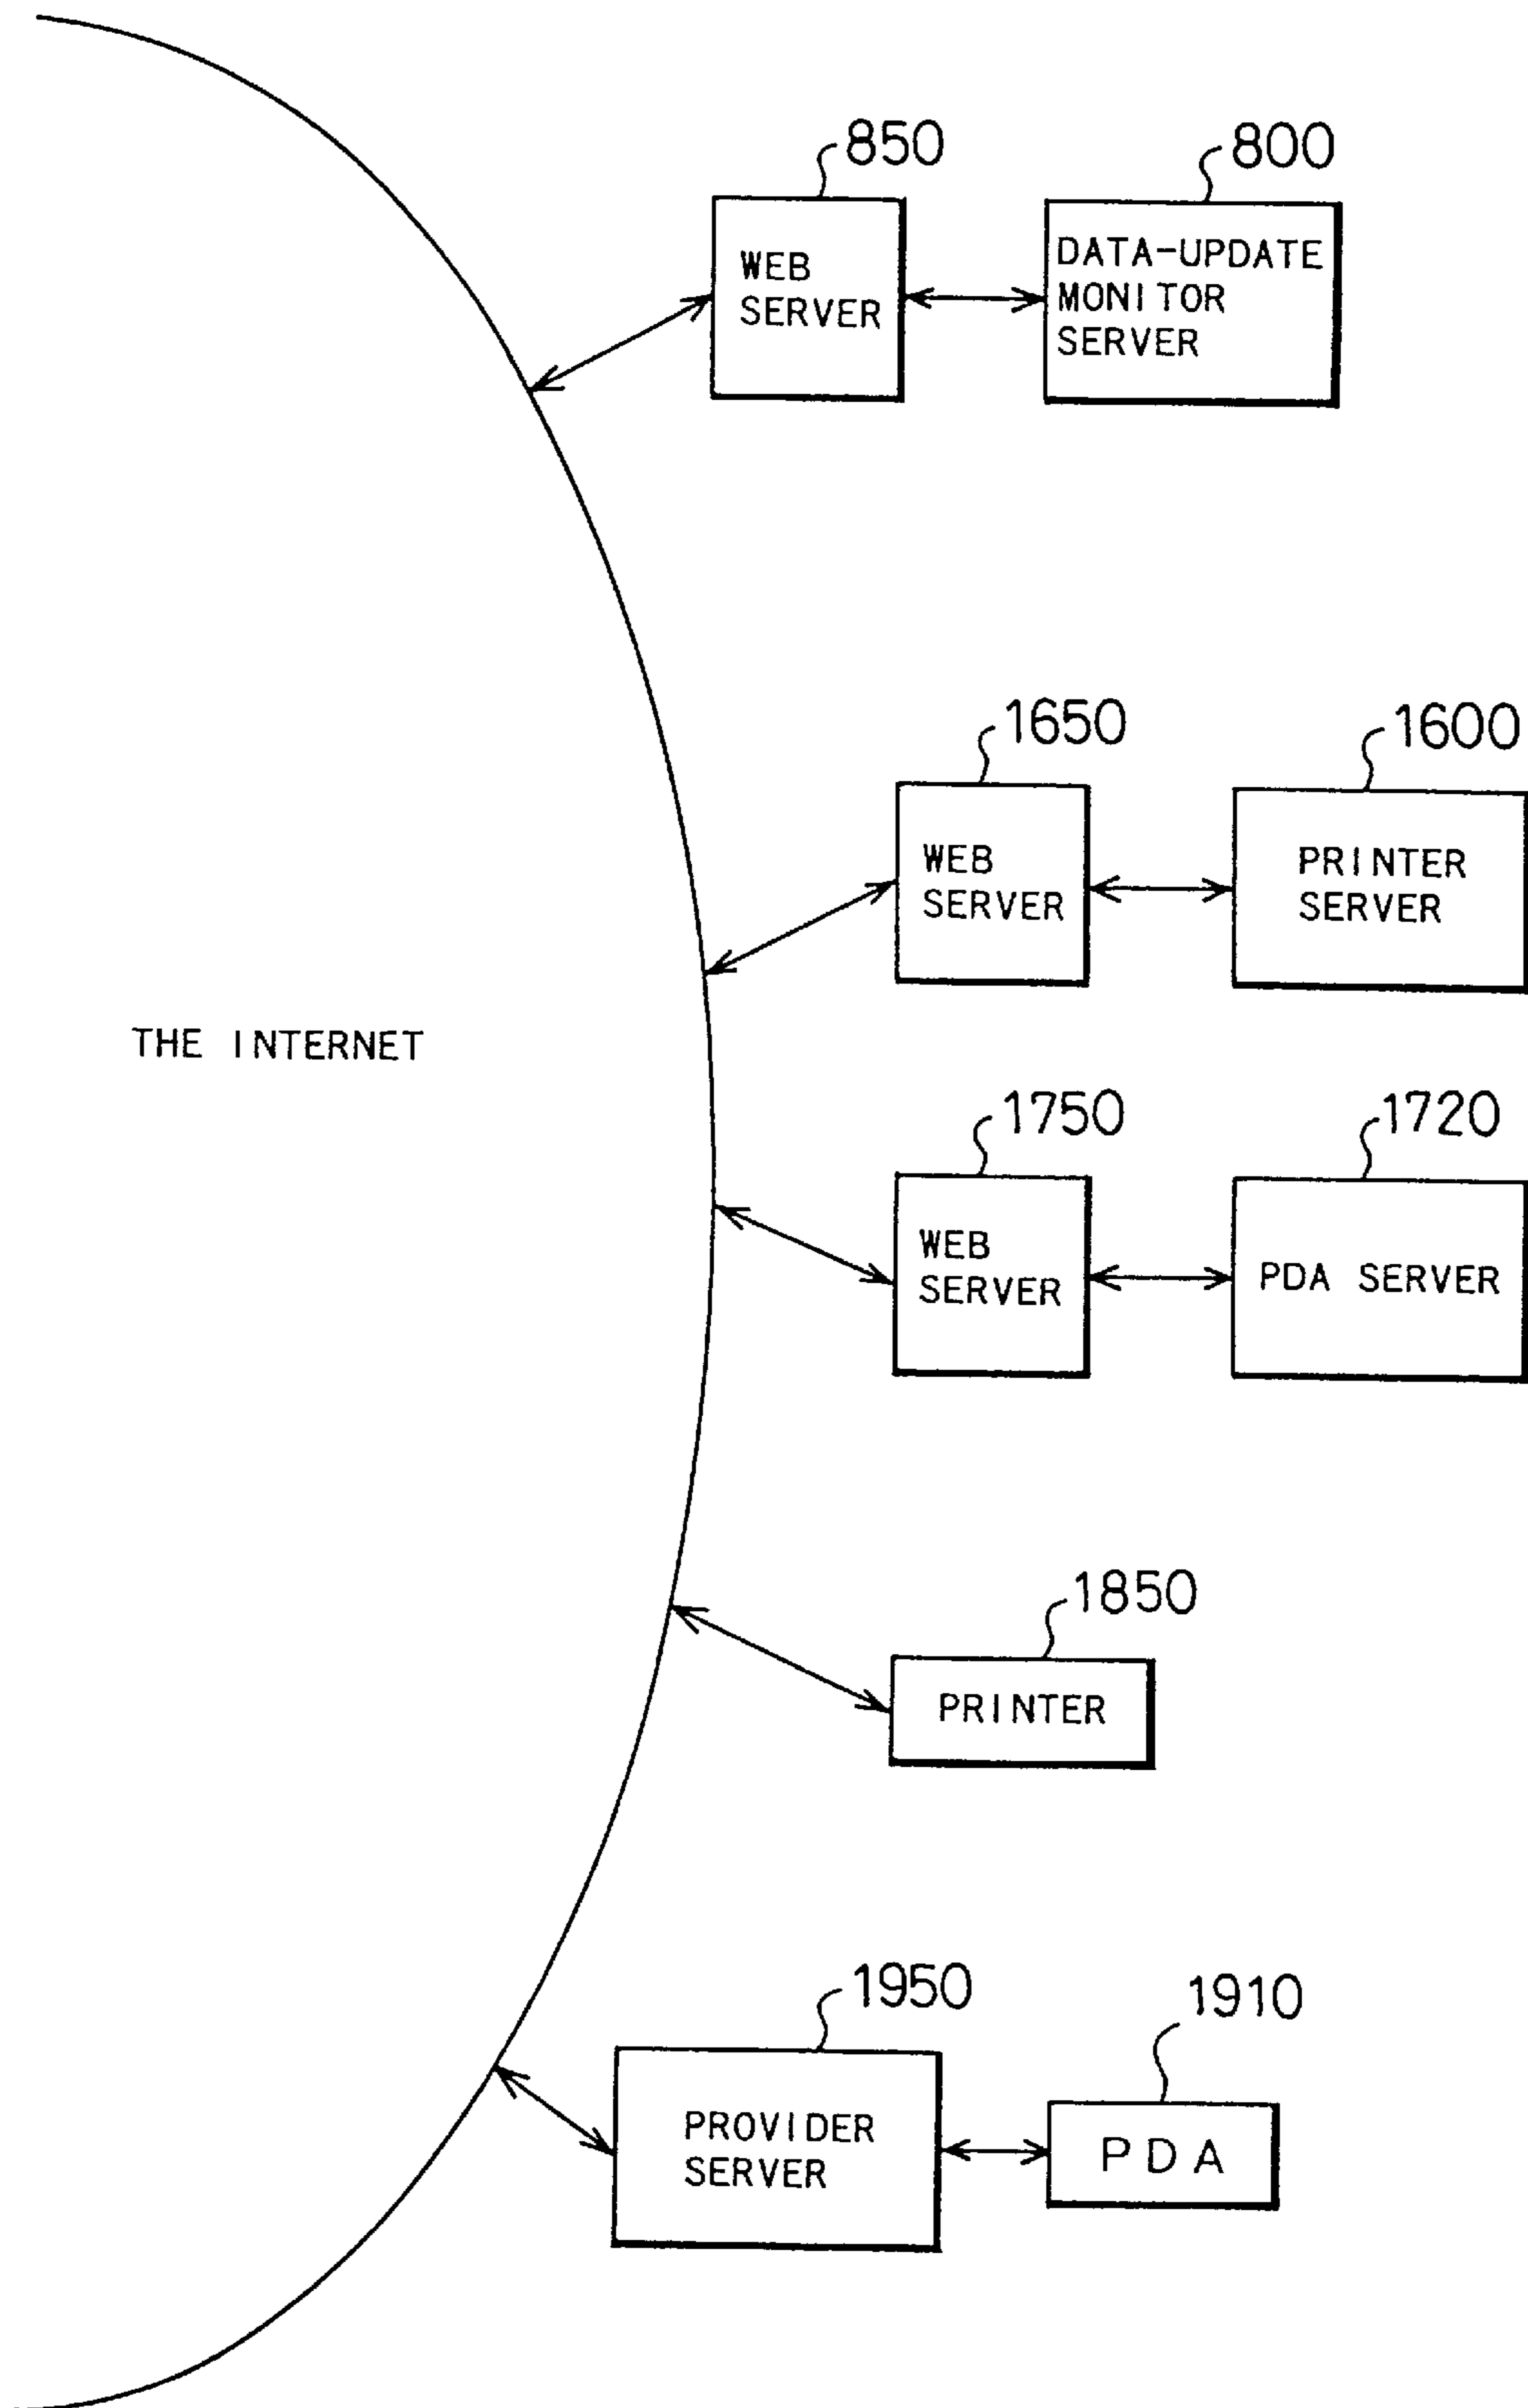 850
800
WEB
SERVER
DATA-UPDATE
MONITOR
SERVER
1650
1600
WEB
SERVER
PRINTER
SERVER
THE INTERNET
1750
1720
WEB
SERVER
PDA SERVER
1850
PRINTER
1950
1910
PROVIDER
SERVER
PDA